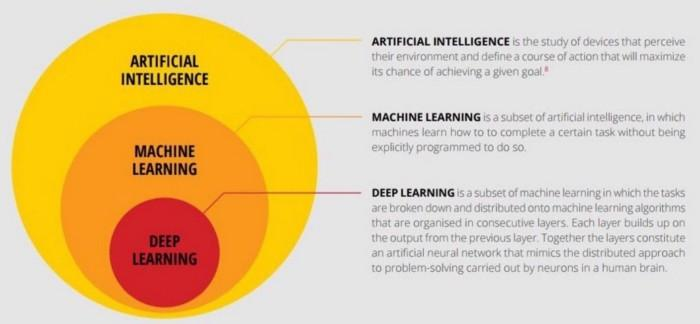 ARTIFICIAL
INTELLIGENCE
MACHINE
LEARNING
DEEP
LEARNING
ARTIFICIAL INTELLIGENCE is the study of devices that perceive
their environment and define a course of action that will maximize
its chance of achieving a given goal.8
MACHINE LEARNING is a subset of artificial intelligence, in which
machines learn how to to complete a certain task without being
explicitly programmed to do so.
DEEP LEARNING is a subset of machine learning in which the tasks
are broken down and distributed onto machine learning algorithms
that are organised in consecutive layers. Each layer builds up on
the output from the previous layer. Together the layers constitute
an artificial neural network that mimics the distributed approach
to problem-solving carried out by neurons in a human brain.